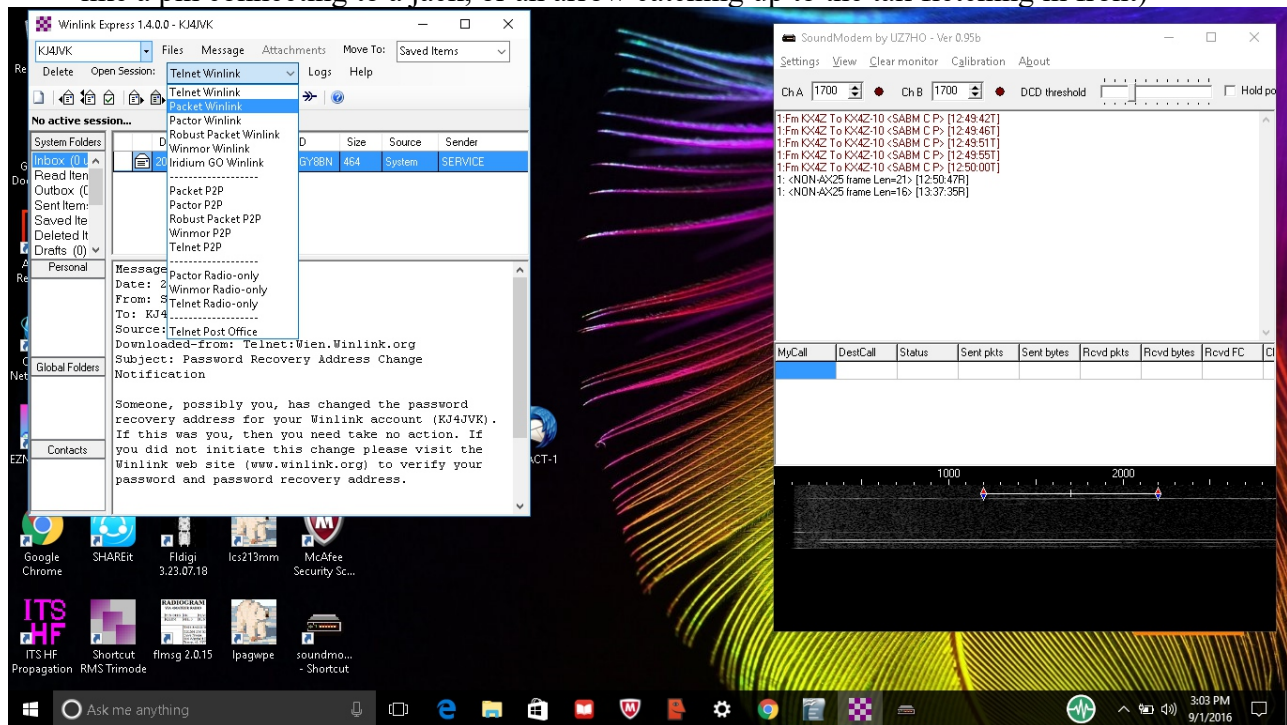 Winlink Express 1.4.0.0 - KJ4JVK
KJ4JVK Files Message Attachments Move To: Saved Items
Delete Open Session: Telnet Winlink Logs Help
Telnet Winlink
Packet Winlink
Pactor Winlink
Robust Packet Winlink
Winmor Winlink
Iridium GO Winlink
------------------
Packet P2P
Pactor P2P
Robust Packet P2P
Winmor P2P
Telnet P2P
------------------
Pactor Radio-only
Winmor Radio-only
Telnet Radio-only
------------------
Telnet Post Office
No active session...
System Folders
Size Source Sender
GY8BN 464 System SERVICE
Inbox (0
Read Iten
Outbox (
Sent Item
Saved Ite
Deleted It
Drafts (0)
Personal
Global Folders
Contacts
Message
Date: 2
From: S
To: KJ4
Source:
Downloaded-from: Telnet:Wien.Winlink.org
Subject: Password Recovery Address Change
Notification
Someone, possibly you, has changed the password
recovery address for your Winlink account (KJ4JVK).
If this was you, then you need take no action. If
you did not initiate this change please visit the
Winlink web site (www.winlink.org) to verify your
password and password recovery address.
SoundModem by UZ7HO - Ver 0.95b
Settings View Clear monitor Calibration About
Ch A 1700 Ch B 1700 DCD threshold Hold po
1:Fm KX4Z To KX4Z-10 <SABM C P> [12:49:42T]
1:Fm KX4Z To KX4Z-10 <SABM C P> [12:49:46T]
1:Fm KX4Z To KX4Z-10 <SABM C P> [12:49:51T]
1:Fm KX4Z To KX4Z-10 <SABM C P> [12:49:55T]
1:Fm KX4Z To KX4Z-10 <SABM C P> [12:50:00T]
1: <NON-AX25 frame Len=21> [12:50:47R]
1: <NON-AX25 frame Len=16> [13:37:35R]
MyCall DestCall Status Sent pkts Sent bytes Rcvd pkts Rcvd bytes Rcvd FC
1000 2000
ACT-1
Google Chrome
SHAREit
Fldigi 3.23.07.18
Ics213mm
McAfee Security Sc...
ITS HF
ITS HF Propagation
Shortcut RMS Trimode
RADIOGRAM
flmsg 2.0.15
Ipagwpe
soundmo... - Shortcut
Ask me anything
3:03 PM
9/1/2016